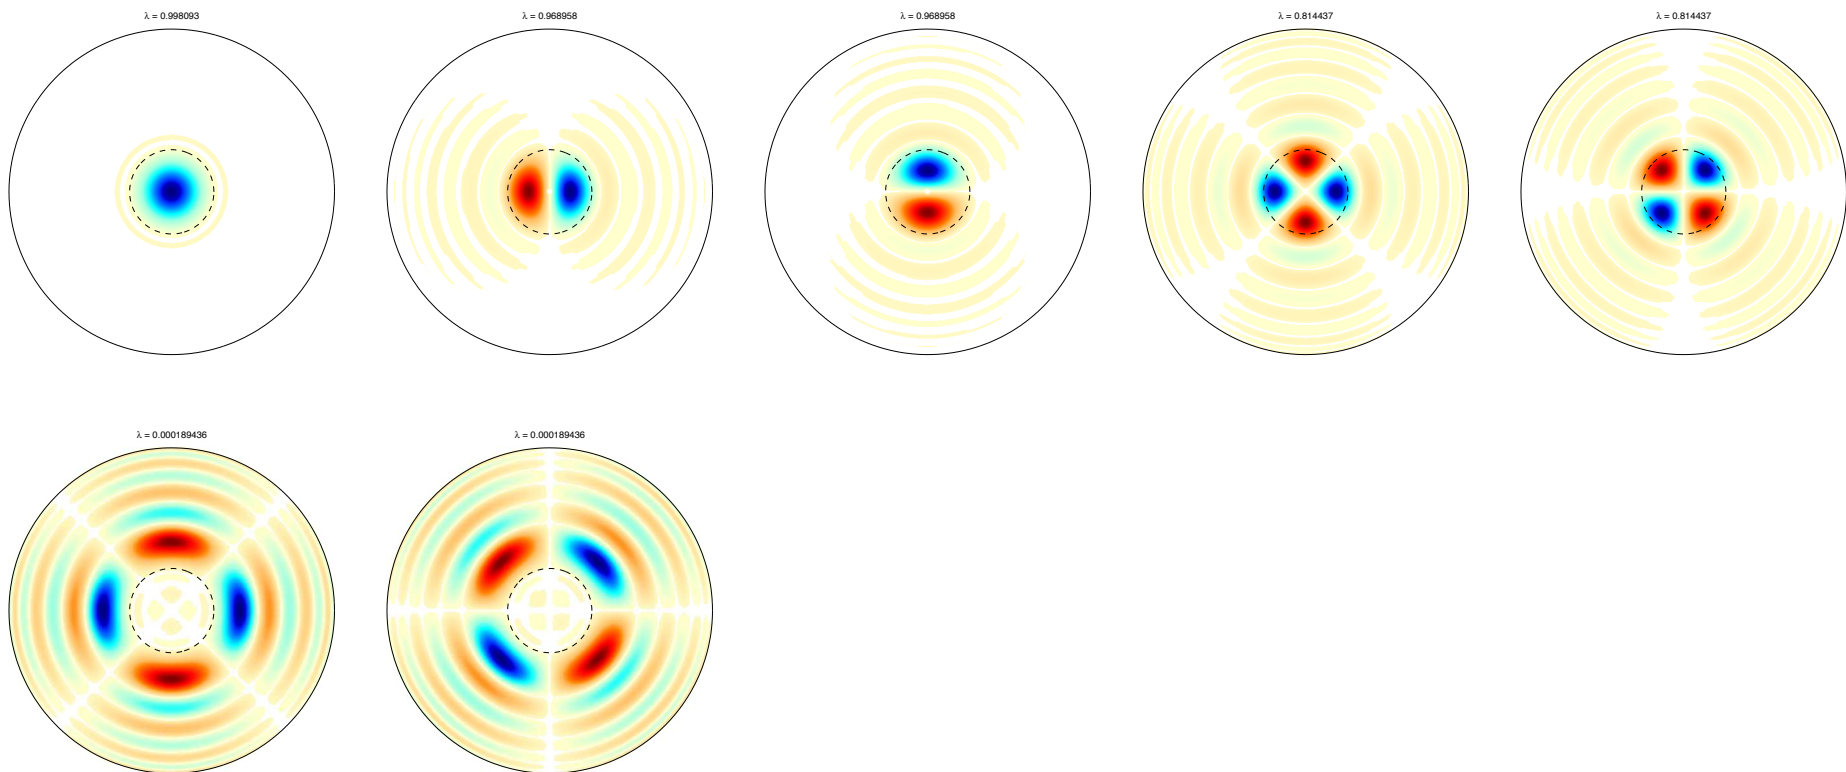 λ = 0.998093
λ = 0.968958
λ = 0.968958
λ = 0.814437
λ = 0.814437
λ = 0.000189436
λ = 0.000189436